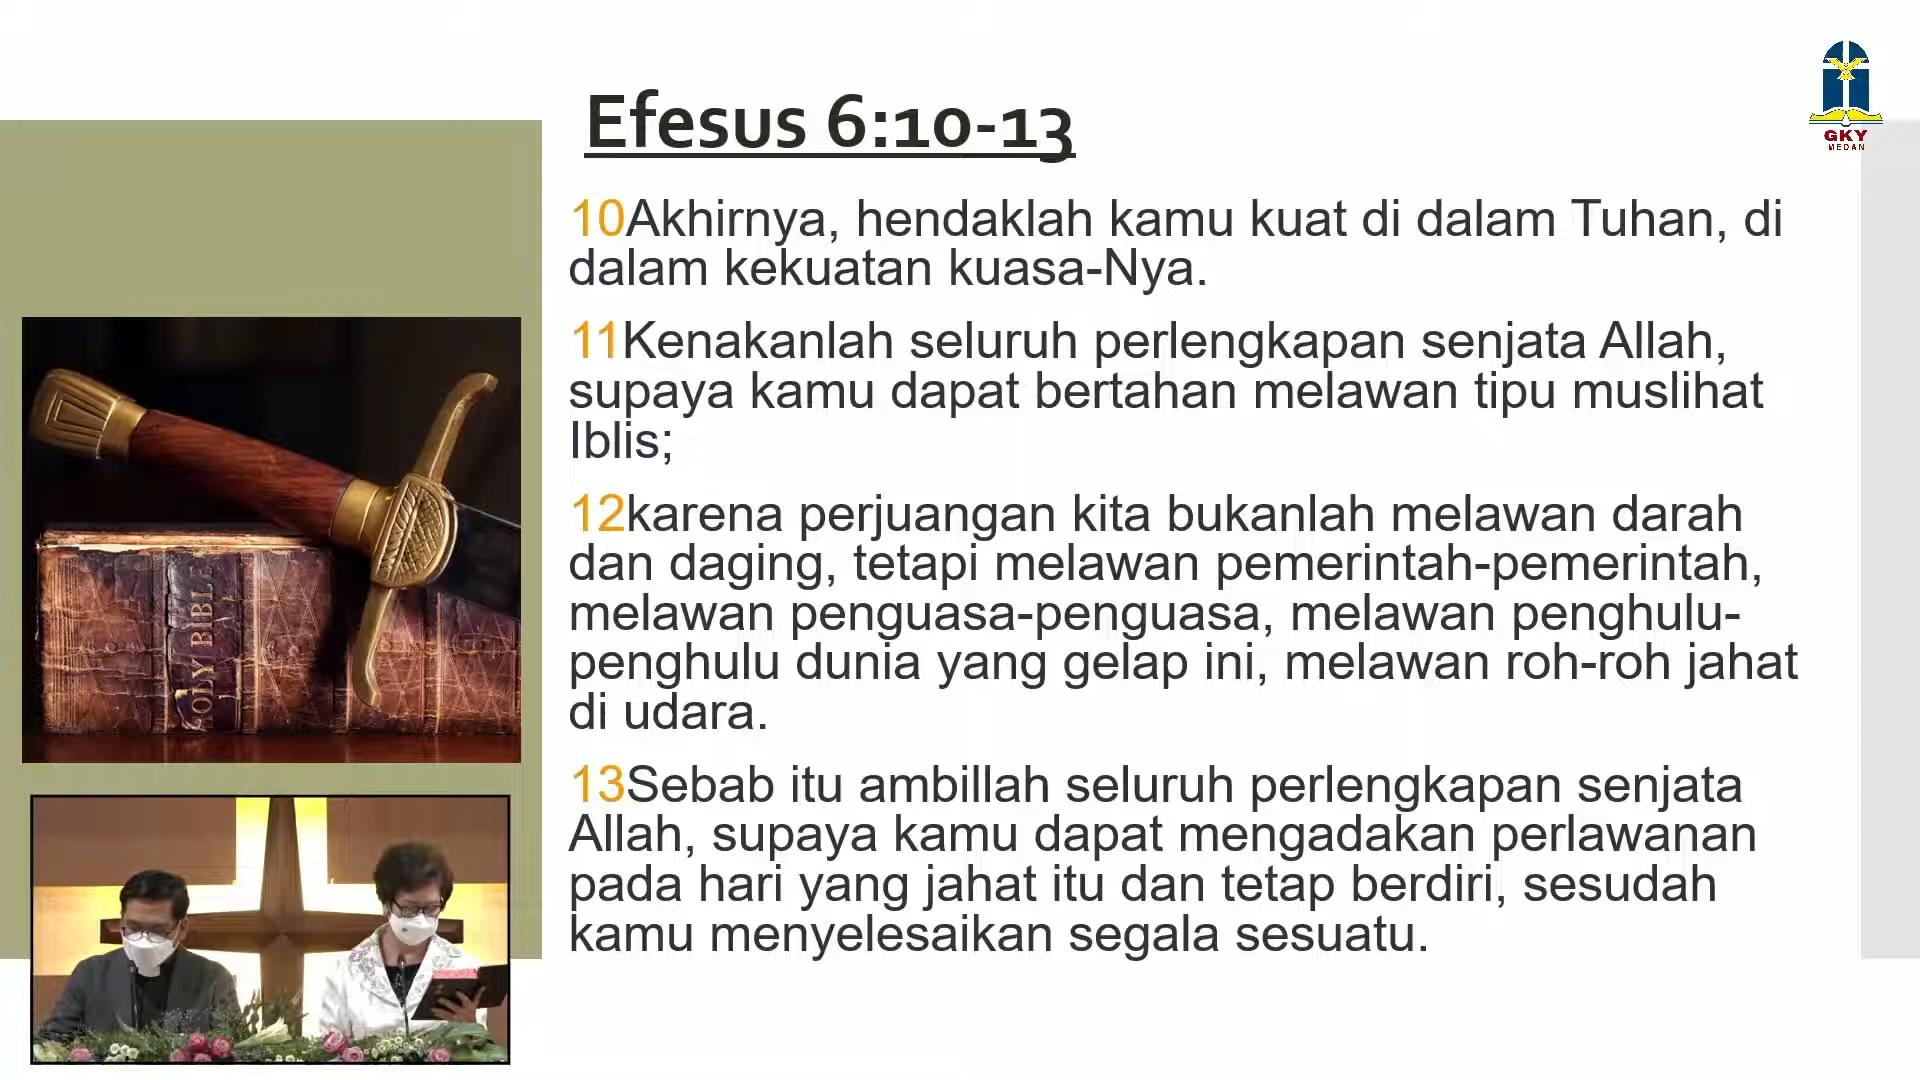 Efesus 6:10-13
GKY
MEDAN
10Akhirnya, hendaklah kamu kuat di dalam Tuhan, di
dalam kekuatan kuasa-Nya.
11Kenakanlah seluruh perlengkapan senjata Allah,
supaya kamu dapat bertahan melawan tipu muslihat
Iblis;
12karena perjuangan kita bukanlah melawan darah
dan daging, tetapi melawan pemerintah-pemerintah,
melawan penguasa-penguasa, melawan penghulu-
penghulu dunia yang gelap ini, melawan roh-roh jahat
di udara.
13Sebab itu ambillah seluruh perlengkapan senjata
Allah, supaya kamu dapat mengadakan perlawanan
pada hari yang jahat itu dan tetap berdiri, sesudah
kamu menyelesaikan segala sesuatu.
HOLY BIBLE